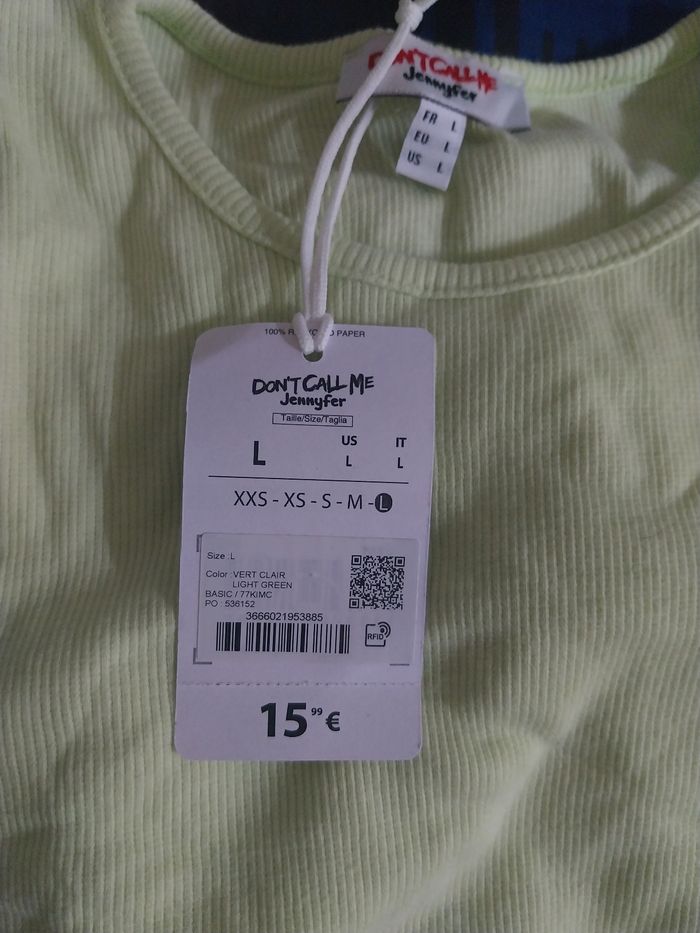 DON'T CALL ME
Jennyfer
FR L
EU L
US L
100% PAPER
DON'T CALL ME
Jennyfer
Taille/Size/Taglia
L
US
L
IT
L
XXS - XS - S - M - L
Size :L
Color :VERT CLAIR
LIGHT GREEN
BASIC / 77KIMC
PO : 536152
3666021953885
RFID
15,99 €